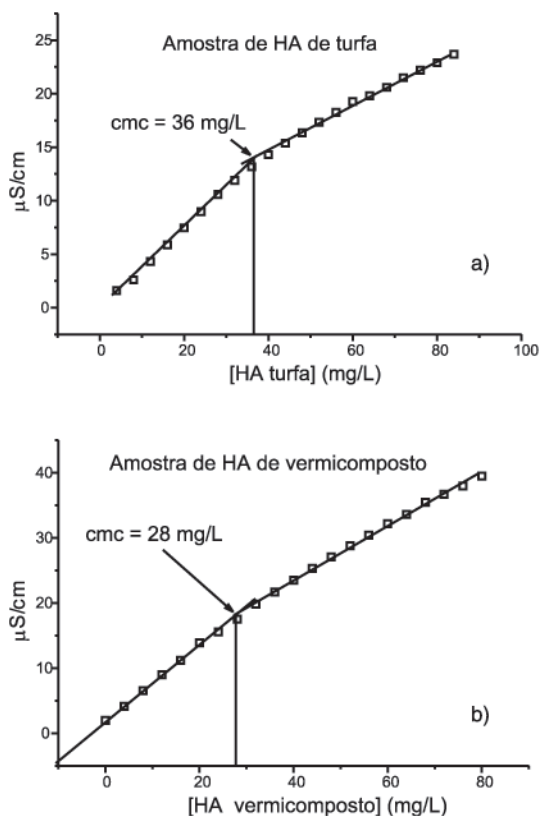 Amostra de HA de turfa
cmc = 36 mg/L
a)
μS/cm
25
20
15
10
5
0
0 20 40 60 80 100
[HA turfa] (mg/L)
Amostra de HA de vermicomposto
cmc = 28 mg/L
b)
μS/cm
40
30
20
10
0
0 20 40 60 80
[HA vermicomposto] (mg/L)